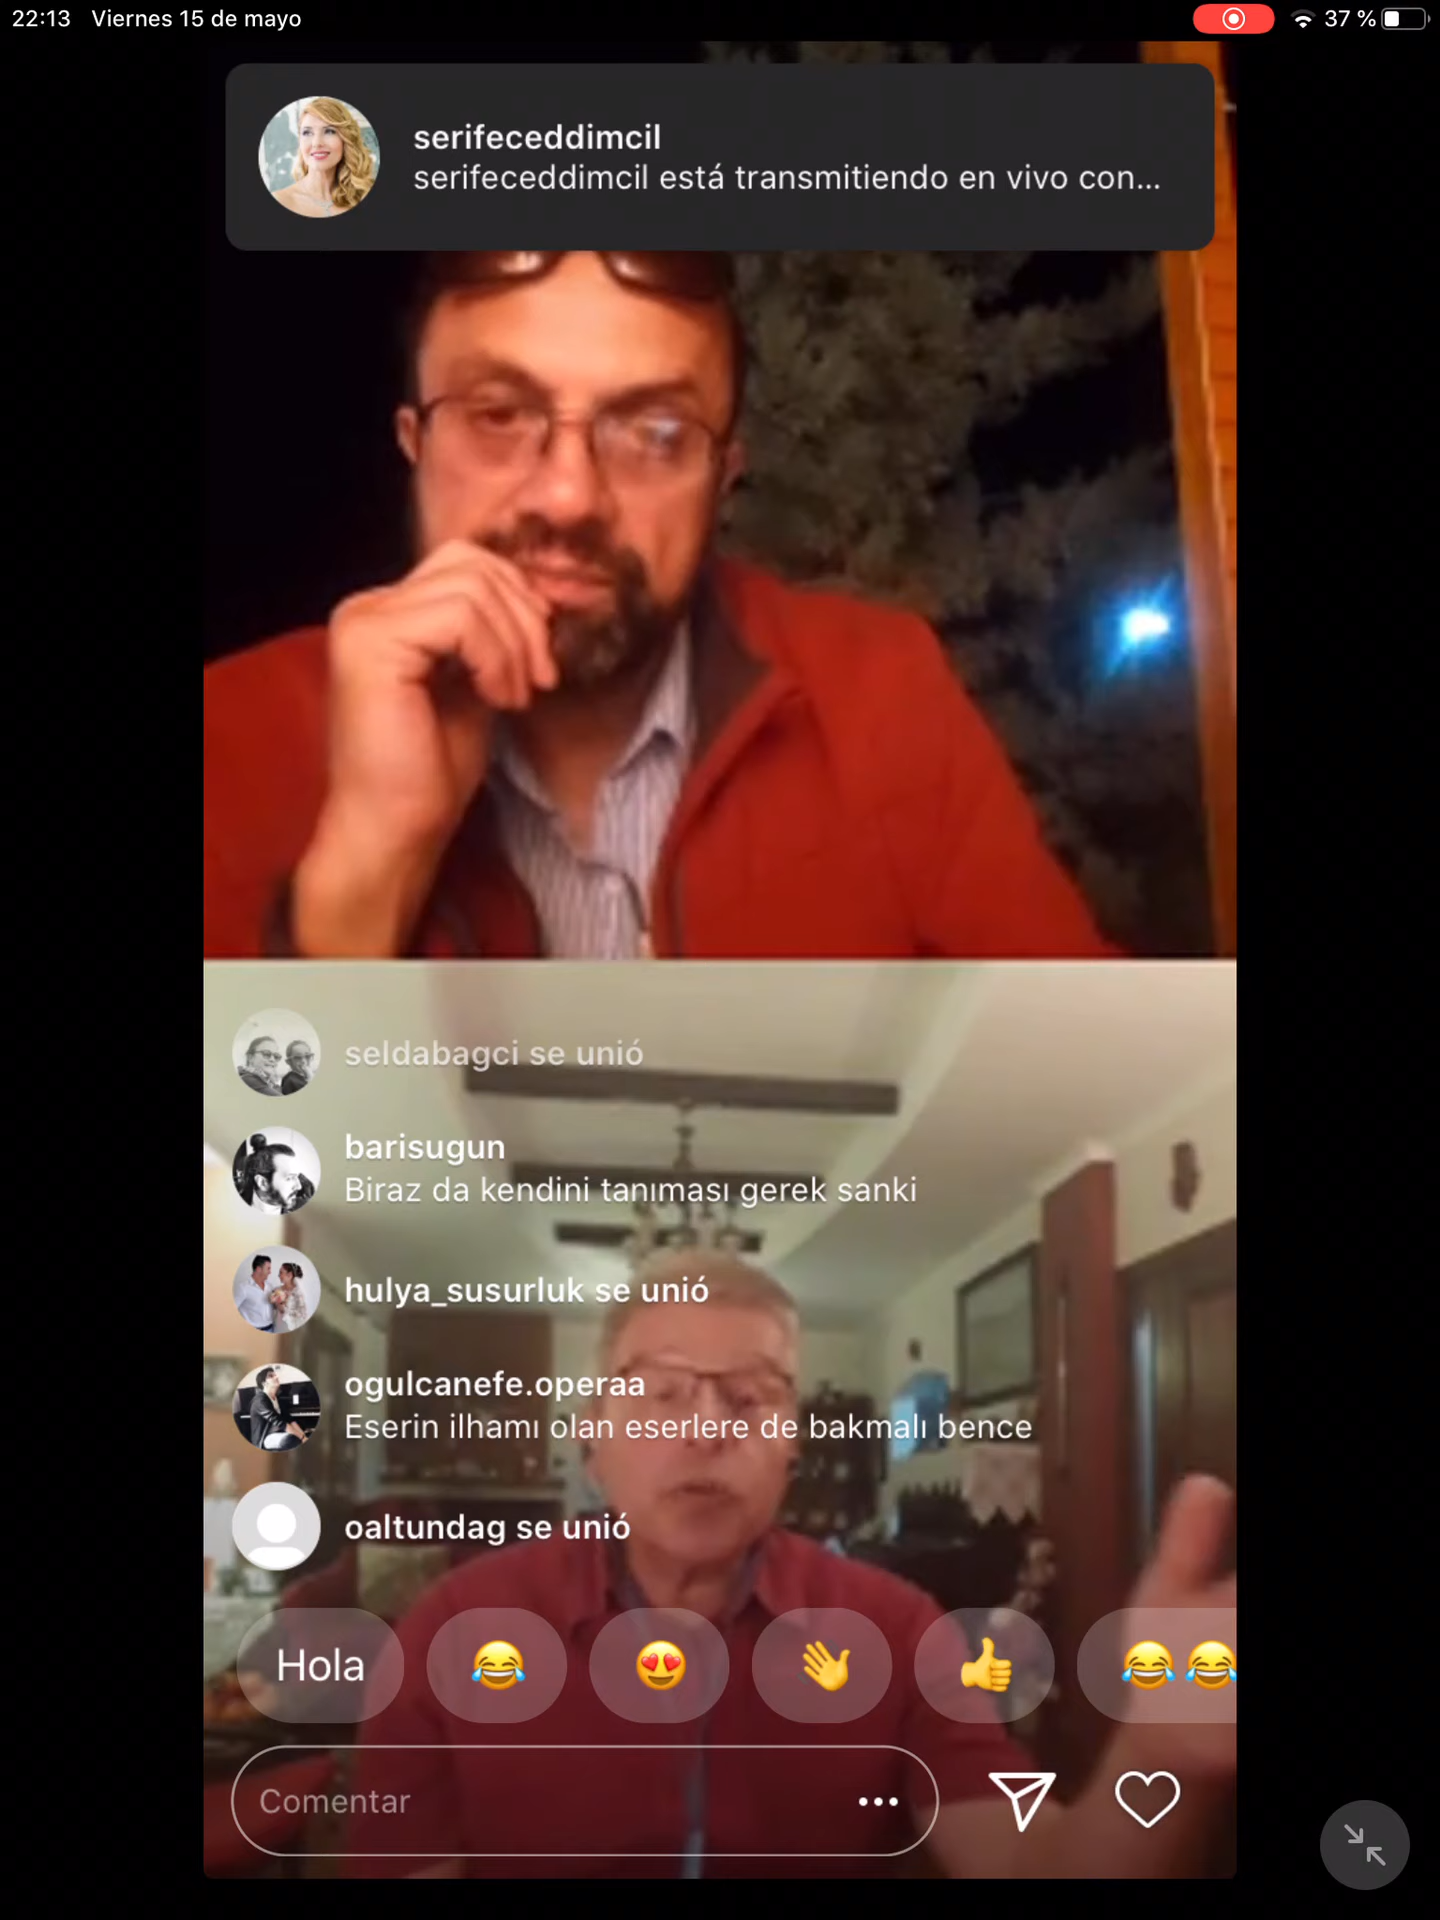 22:13 Viernes 15 de mayo
37 %
serifeceddimcil
serifeceddimcil está transmitiendo en vivo con...
seldabagci se unió
barisugun
Biraz da kendini tanıması gerek sanki
hulya_susurluk se unió
ogulcanefe.operaa
Eserin ilhamı olan eserlere de bakmalı bence
oaltundag se unió
Hola 😂 😍 👋 👍 😂😂
Comentar